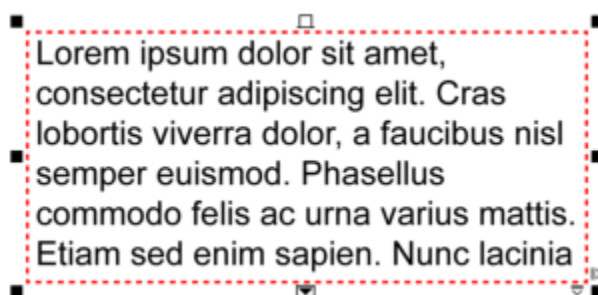 Lorem ipsum dolor sit amet,
consectetur adipiscing elit. Cras
lobortis viverra dolor, a faucibus nisl
semper euismod. Phasellus
commodo felis ac urna varius mattis.
Etiam sed enim sapien. Nunc lacinia